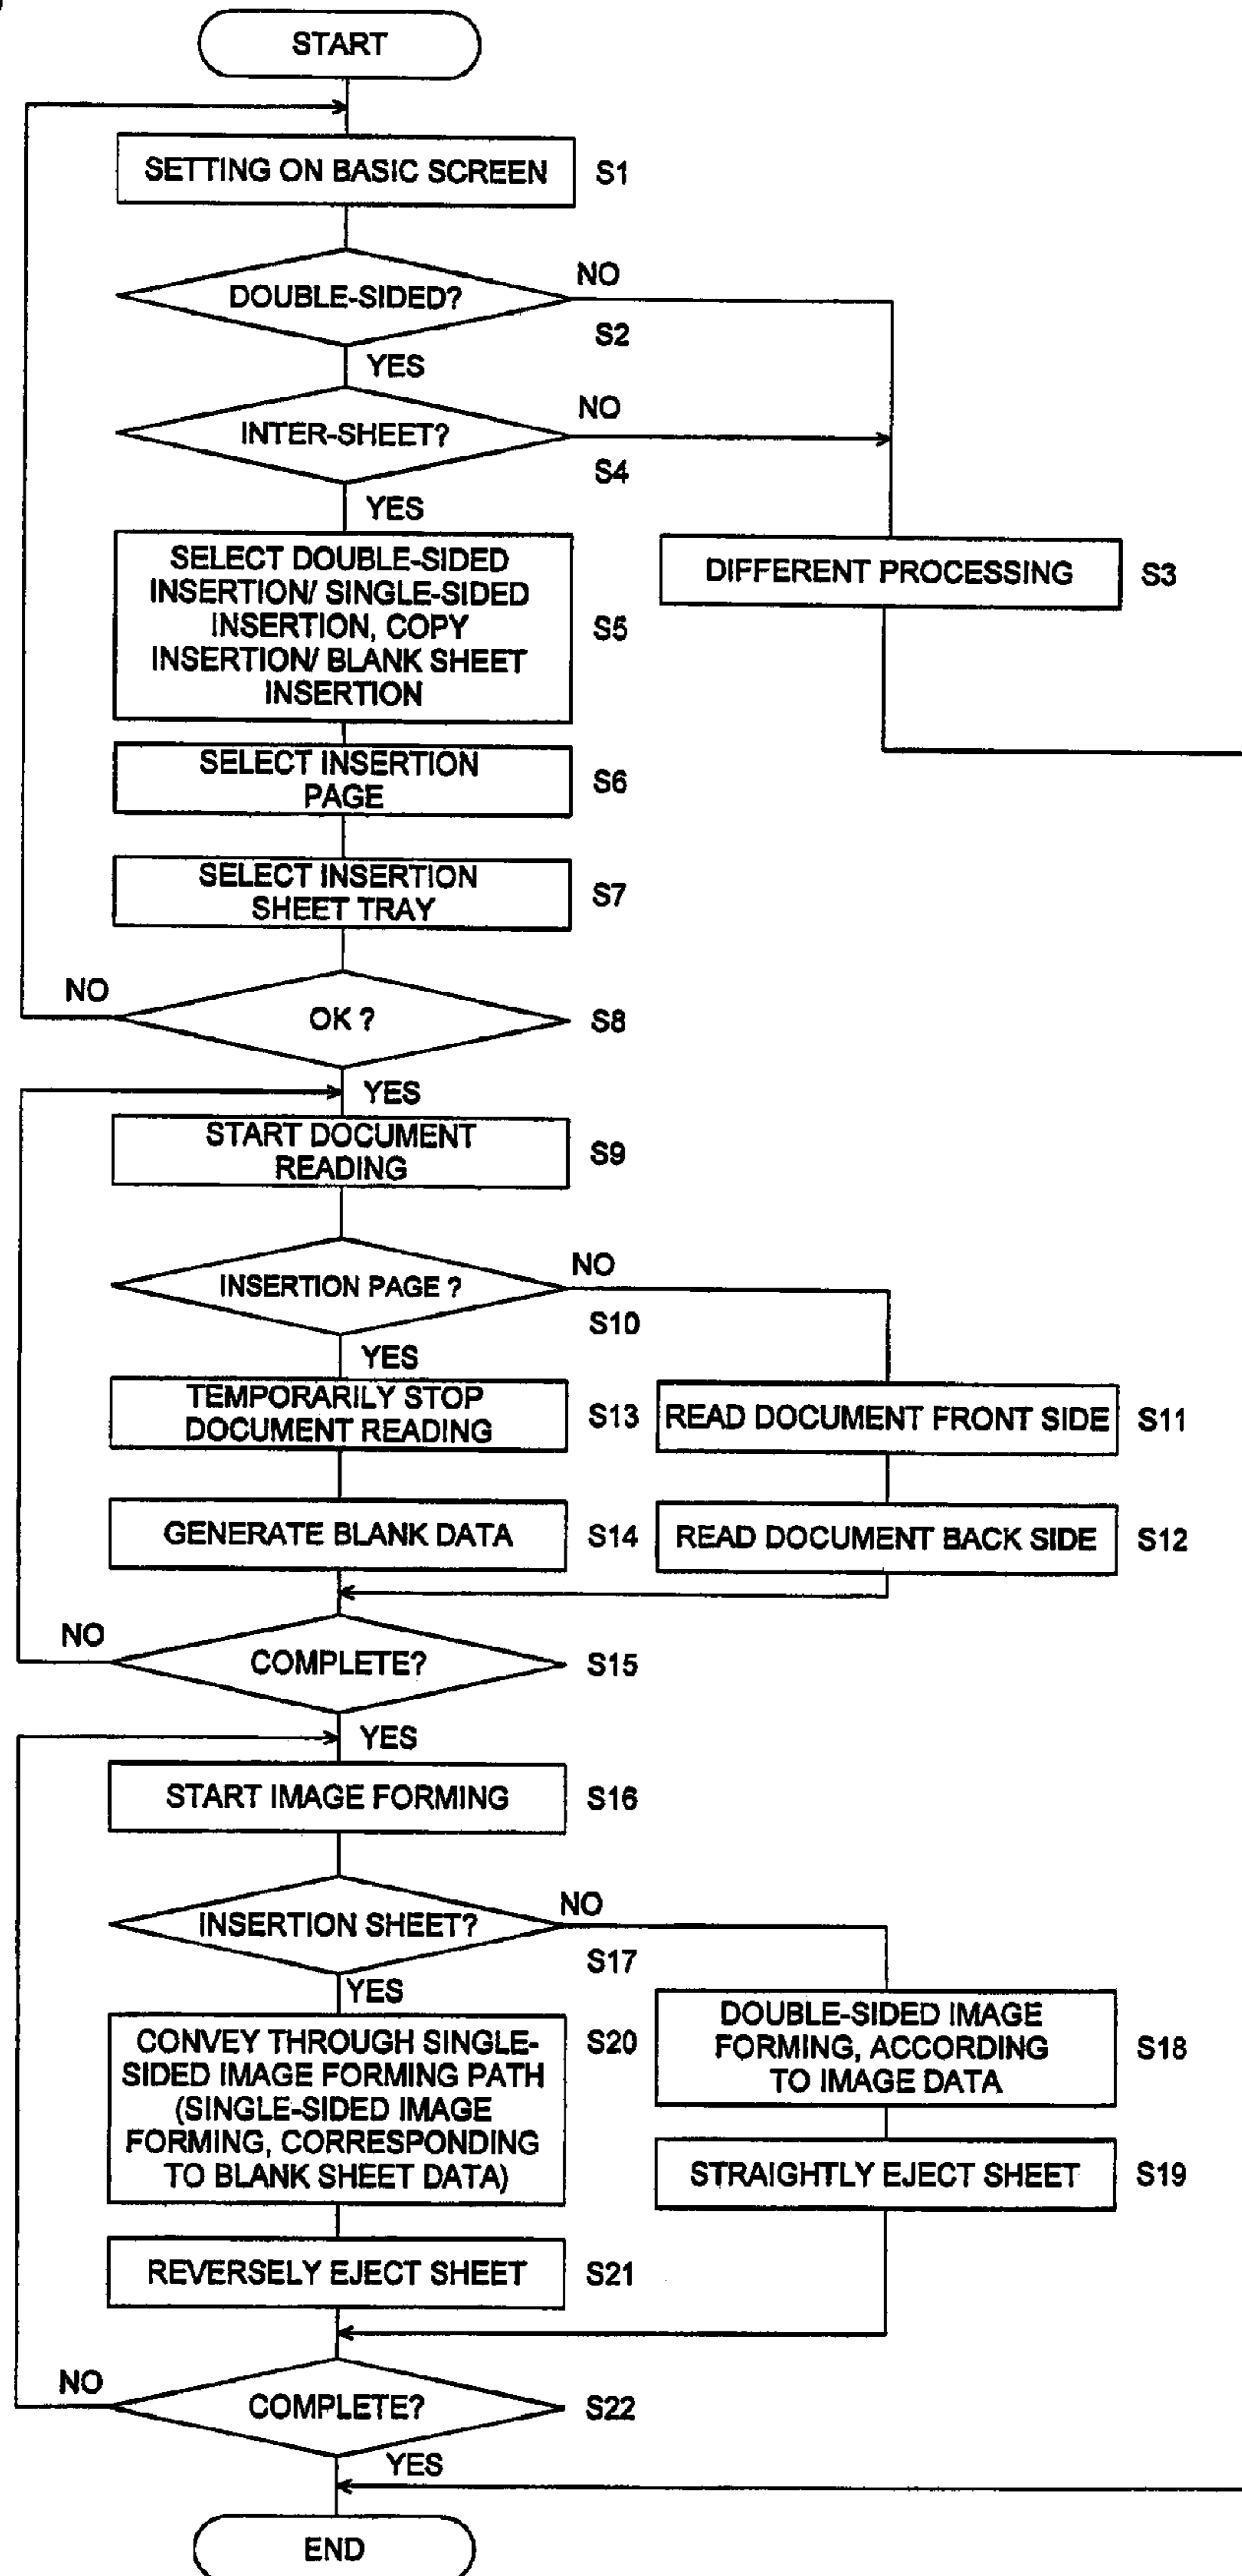 START
SETTING ON BASIC SCREEN S1
DOUBLE-SIDED?
NO
S2
YES
INTER-SHEET?
NO
S4
YES
SELECT DOUBLE-SIDED
INSERTION/ SINGLE-SIDED
INSERTION, COPY
INSERTION/ BLANK SHEET
INSERTION
S5
DIFFERENT PROCESSING S3
SELECT INSERTION
PAGE
S6
SELECT INSERTION
SHEET TRAY
S7
NO
OK ?
S8
YES
START DOCUMENT
READING
S9
INSERTION PAGE ?
NO
S10
YES
TEMPORARILY STOP
DOCUMENT READING
S13
READ DOCUMENT FRONT SIDE S11
GENERATE BLANK DATA S14
READ DOCUMENT BACK SIDE S12
NO
COMPLETE?
S15
YES
START IMAGE FORMING S16
INSERTION SHEET?
NO
S17
YES
CONVEY THROUGH SINGLE-
SIDED IMAGE FORMING PATH
(SINGLE-SIDED IMAGE
FORMING, CORRESPONDING
TO BLANK SHEET DATA)
S20
DOUBLE-SIDED IMAGE
FORMING, ACCORDING
TO IMAGE DATA
S18
STRAIGHTLY EJECT SHEET S19
REVERSELY EJECT SHEET S21
NO
COMPLETE?
S22
YES
END